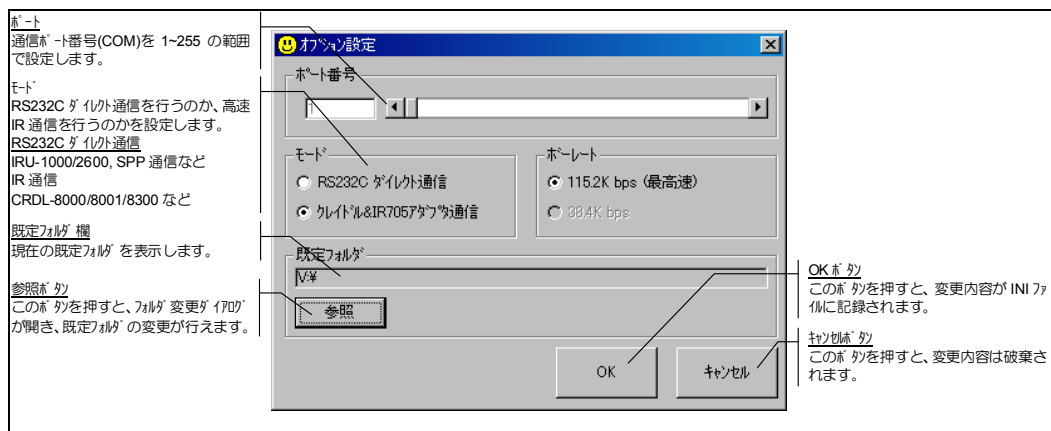 ﾎﾟｰﾄ
通信ﾎﾟｰﾄ番号(COM)を 1~255 の範囲
で設定します。
ﾓｰﾄﾞ
RS232C ﾀﾞｲﾚｸﾄ通信を行うのか、高速
IR 通信を行うのかを設定します。
RS232C ﾀﾞｲﾚｸﾄ通信
IRU-1000/2600, SPP 通信など
IR 通信
CRDL-8000/8001/8300 など
既定ﾌｫﾙﾀﾞ欄
現在の既定ﾌｫﾙﾀﾞを表示します。
参照ﾎﾞﾀﾝ
このﾎﾞﾀﾝを押すと、ﾌｫﾙﾀﾞ変更ﾀﾞｲｱﾛｸﾞ
が開き、既定ﾌｫﾙﾀﾞの変更が行えます。
ｵﾌﾟｼｮﾝ設定
ﾎﾟｰﾄ番号
1
モｰﾄﾞ
RS232C ﾀﾞｲﾚｸﾄ通信
ｸﾚｲﾄﾞﾙ&IR705ｱﾀﾞﾌﾟﾀ通信
ﾎﾞｰﾚｰﾄ
115.2K bps (最高速)
38.4K bps
既定ﾌｫﾙﾀﾞ
V:¥
参照
OK
ｷｬﾝｾﾙ
OK ﾎﾞﾀﾝ
このﾎﾞﾀﾝを押すと、変更内容が INI ﾌｧ
ｲﾙに記録されます。
ｷｬﾝｾﾙﾎﾞﾀﾝ
このﾎﾞﾀﾝを押すと、変更内容は破棄さ
れます。